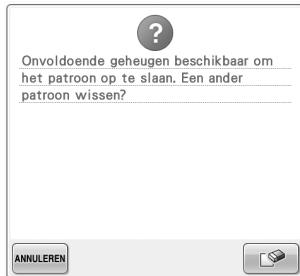 ?
Onvoldoende geheugen beschikbaar om
het patroon op te slaan. Een ander
patroon wissen?
ANNULEREN